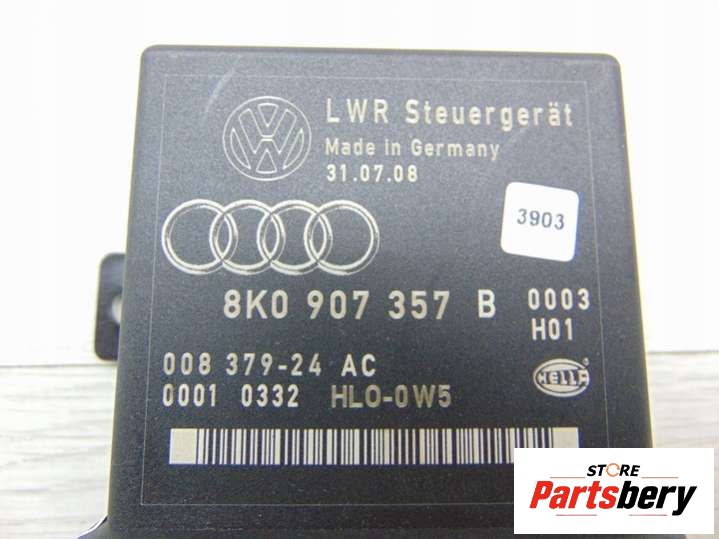 LWR Steuergerät
Made in Germany
31.07.08
3903
8K0 907 357 B 0003
H01
008 379-24 AC
0001 0332 HLO-0W5
HELLA
STORE
Partsbery